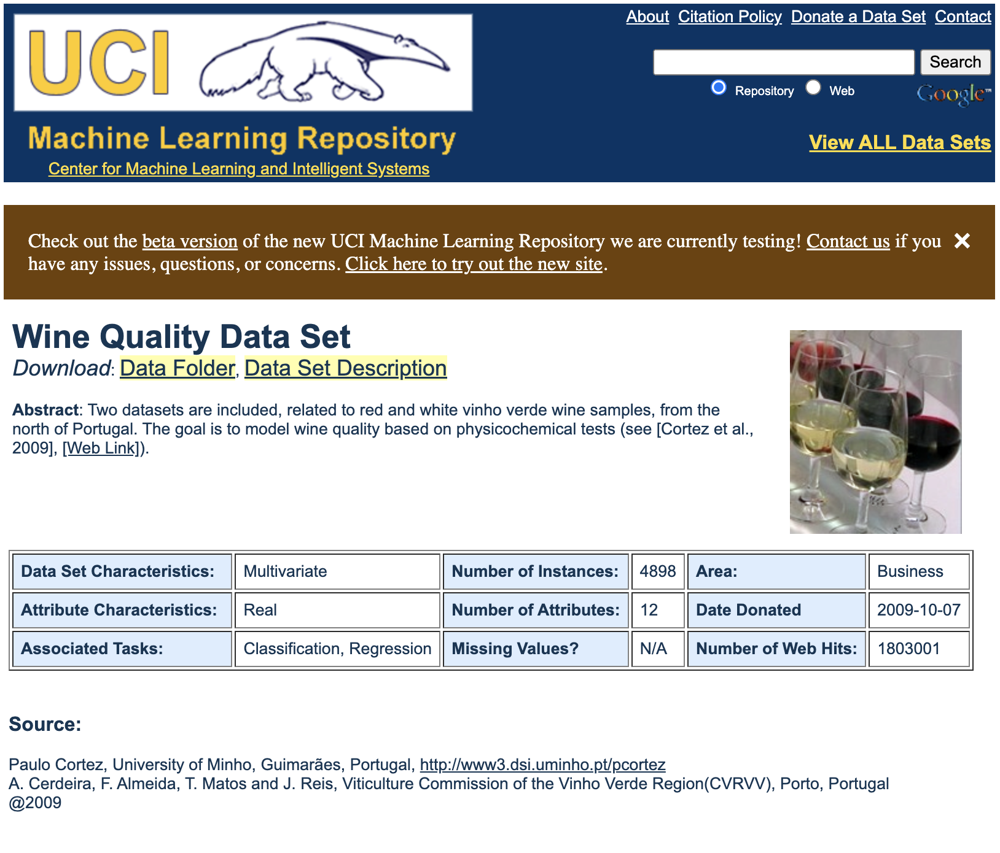 About Citation Policy Donate a Data Set Contact
UCI
Search
Repository Web Google™
Machine Learning Repository
View ALL Data Sets
Center for Machine Learning and Intelligent Systems
Check out the beta version of the new UCI Machine Learning Repository we are currently testing! Contact us if you
have any issues, questions, or concerns. Click here to try out the new site.
Wine Quality Data Set
Download: Data Folder, Data Set Description
Abstract: Two datasets are included, related to red and white vinho verde wine samples, from the
north of Portugal. The goal is to model wine quality based on physicochemical tests (see [Cortez et al.,
2009], [Web Link]).
Data Set Characteristics: Multivariate Number of Instances: 4898 Area: Business
Attribute Characteristics: Real Number of Attributes: 12 Date Donated 2009-10-07
Associated Tasks: Classification, Regression Missing Values? N/A Number of Web Hits: 1803001
Source:
Paulo Cortez, University of Minho, Guimarães, Portugal, http://www3.dsi.uminho.pt/pcortez
A. Cerdeira, F. Almeida, T. Matos and J. Reis, Viticulture Commission of the Vinho Verde Region(CVRVV), Porto, Portugal
@2009